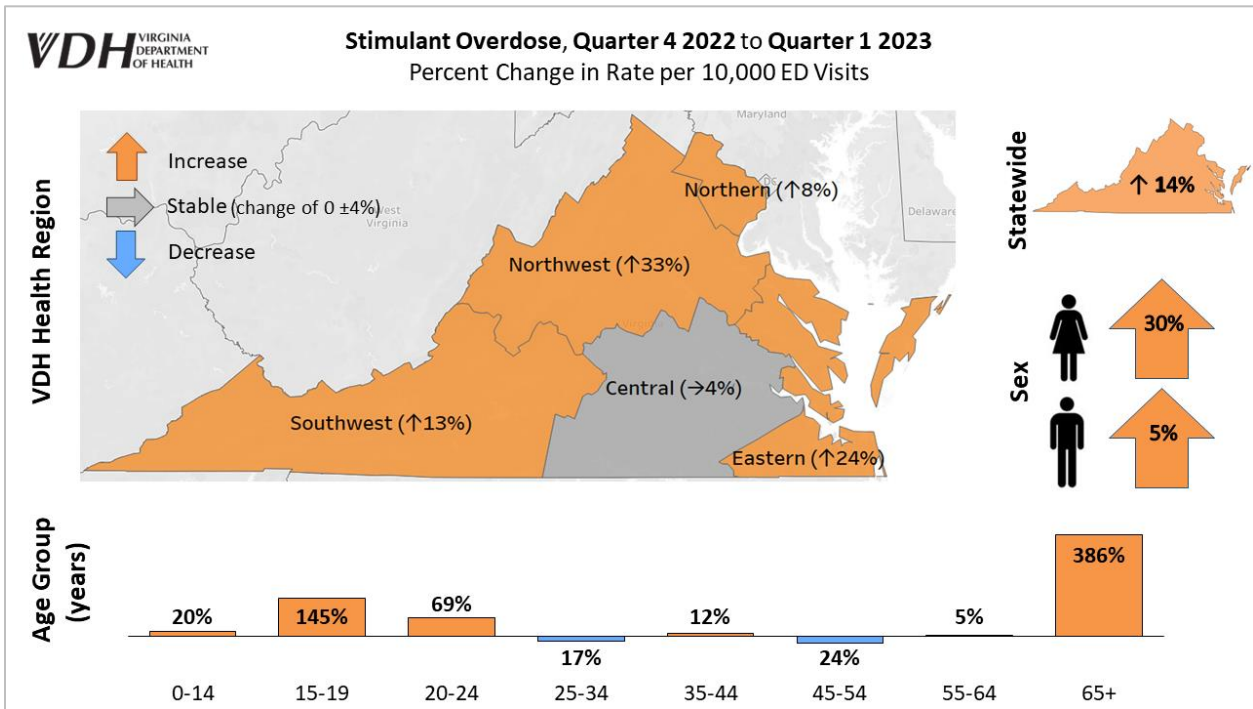 VDH VIRGINIA
DEPARTMENT
OF HEALTH
Stimulant Overdose, Quarter 4 2022 to Quarter 1 2023
Percent Change in Rate per 10,000 ED Visits
VDH Health Region
Increase
Stable (change of 0 ±4%)
Decrease
West
Virginia
Maryland
Delaware
Northern (↑8%)
Northwest (↑33%)
Central (→4%)
Southwest (↑13%)
Eastern (↑24%)
Statewide
↑ 14%
Sex
30%
5%
Age Group
(years)
20%
145%
69%
17%
12%
24%
5%
386%
0-14 15-19 20-24 25-34 35-44 45-54 55-64 65+